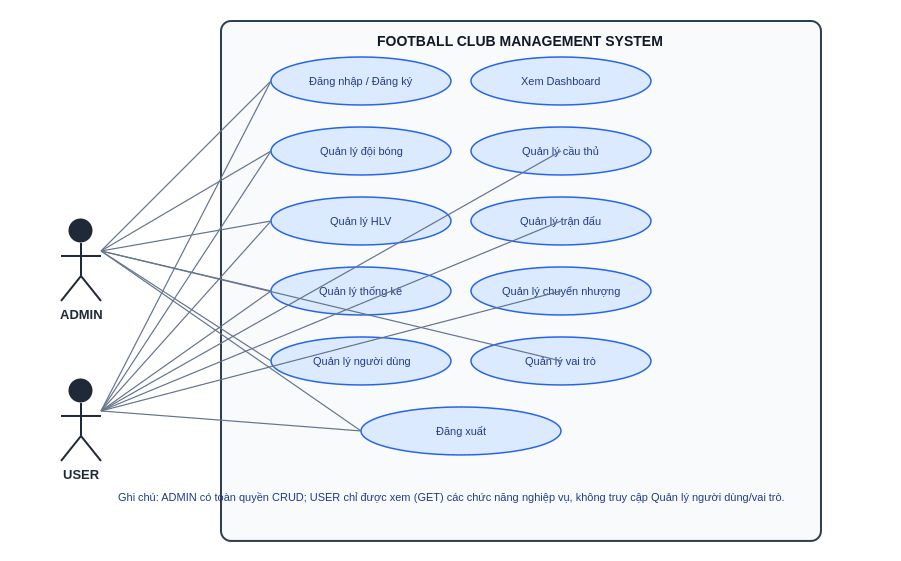 FOOTBALL CLUB MANAGEMENT SYSTEM
Đăng nhập / Đăng ký
Xem Dashboard
Quản lý đội bóng
Quản lý cầu thủ
Quản lý HLV
Quản lý trận đấu
Quản lý thống kê
Quản lý chuyển nhượng
ADMIN
Quản lý người dùng
Quản lý vai trò
Đăng xuất
USER
Ghi chú: ADMIN có toàn quyền CRUD; USER chỉ được xem (GET) các chức năng nghiệp vụ, không truy cập Quản lý người dùng/vai trò.